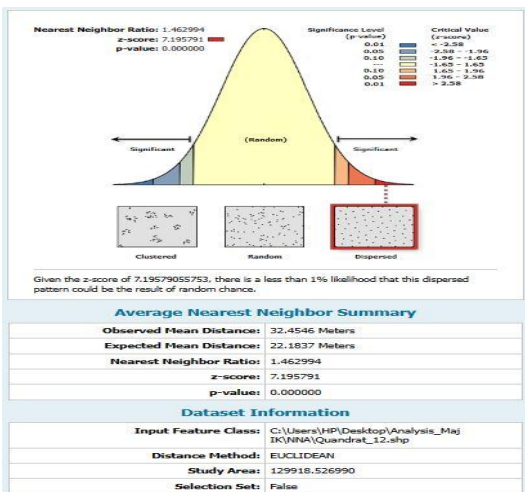 Nearest Neighbor Ratio: 1.462994
z-score: 7.195791
p-value: 0.000000
Significance Level
(p-value)
Critical Value
(z-score)
0.01 < -2.58
0.05 -2.58 - -1.96
0.10 -1.96 - -1.65
--- -1.65 - 1.65
0.10 1.65 - 1.96
0.05 1.96 - 2.58
0.01 > 2.58
Significant
(Random)
Significant
Clustered
Random
Dispersed
Given the z-score of 7.19579055753, there is a less than 1% likelihood that this dispersed
pattern could be the result of random chance.
Average Nearest Neighbor Summary
Observed Mean Distance: 32.4546 Meters
Expected Mean Distance: 22.1837 Meters
Nearest Neighbor Ratio: 1.462994
z-score: 7.195791
p-value: 0.000000
Dataset Information
Input Feature Class: C:\Users\HP\Desktop\Analysis_Maj
IK\NNA\Quandrat_12.shp
Distance Method: EUCLIDEAN
Study Area: 129918.526990
Selection Set: False